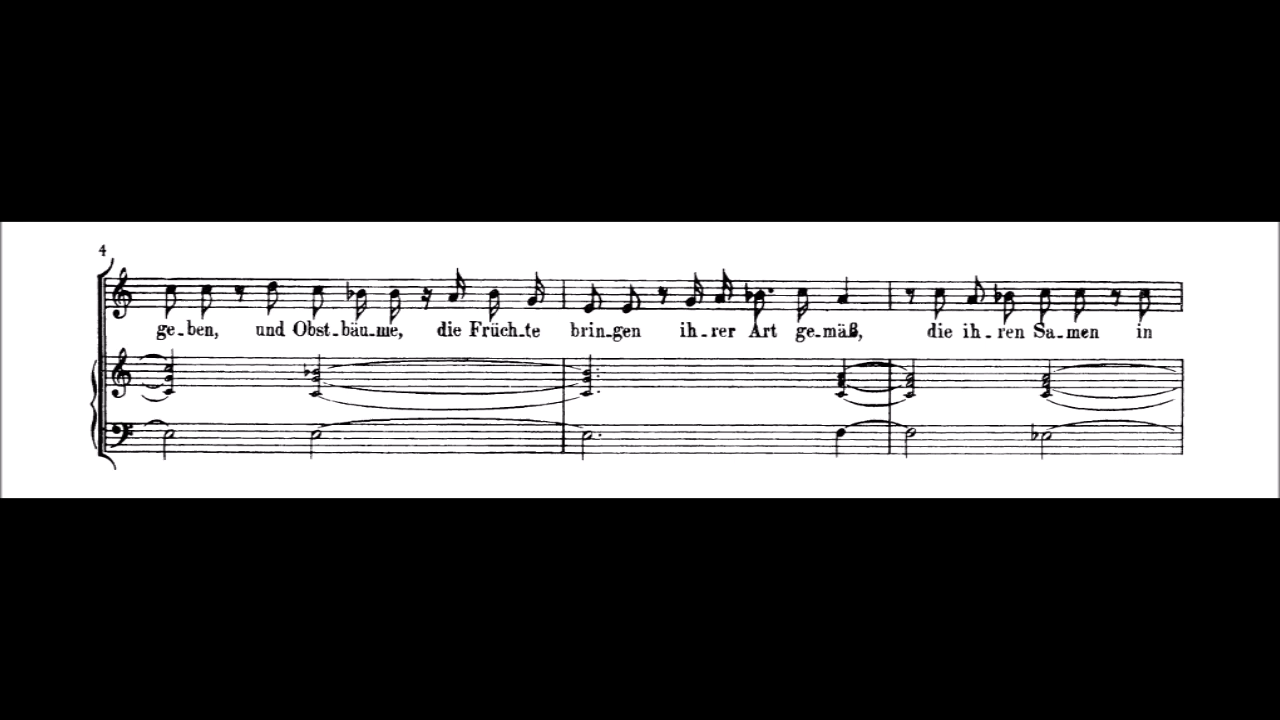 4
ge-ben, und Obst-bäu-me, die Früch-te brin-gen ih-rer Art ge-mäß, die ih-ren Sa-men in